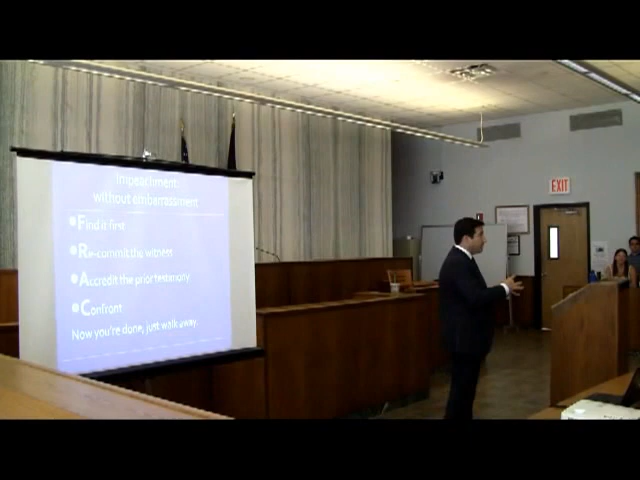 Impeachment
without embarrassment
•Find it first
•Re-commit the witness
•Accredit the prior testimony
•Confront
Now you're done, just walk away.
EXIT